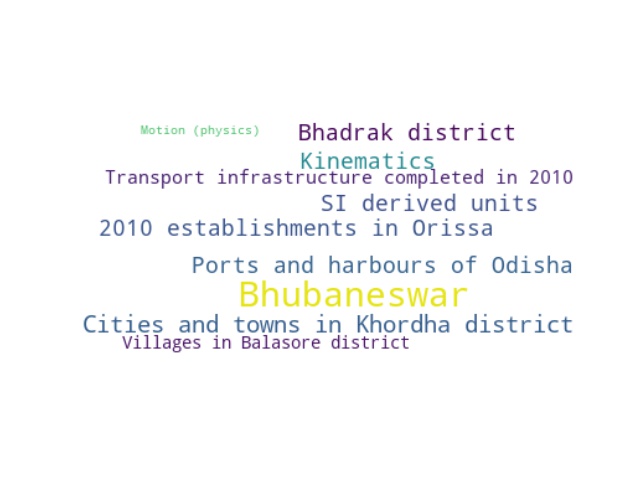 Motion (physics)
Bhadrak district
Kinematics
Transport infrastructure completed in 2010
SI derived units
2010 establishments in Orissa
Ports and harbours of Odisha
Bhubaneswar
Cities and towns in Khordha district
Villages in Balasore district